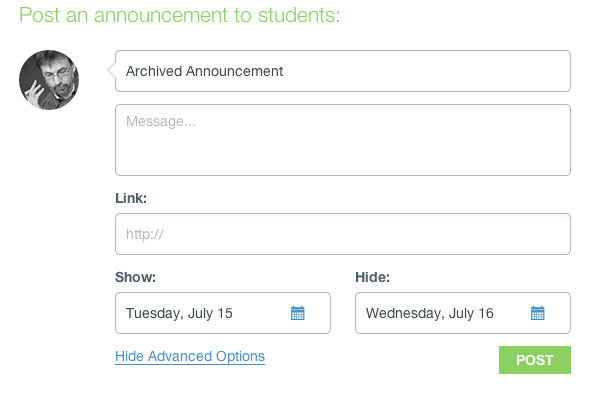 Post an announcement to students:
Archived Announcement
Message...
Link:
http://
Show: Hide:
Tuesday, July 15 Wednesday, July 16
Hide Advanced Options POST